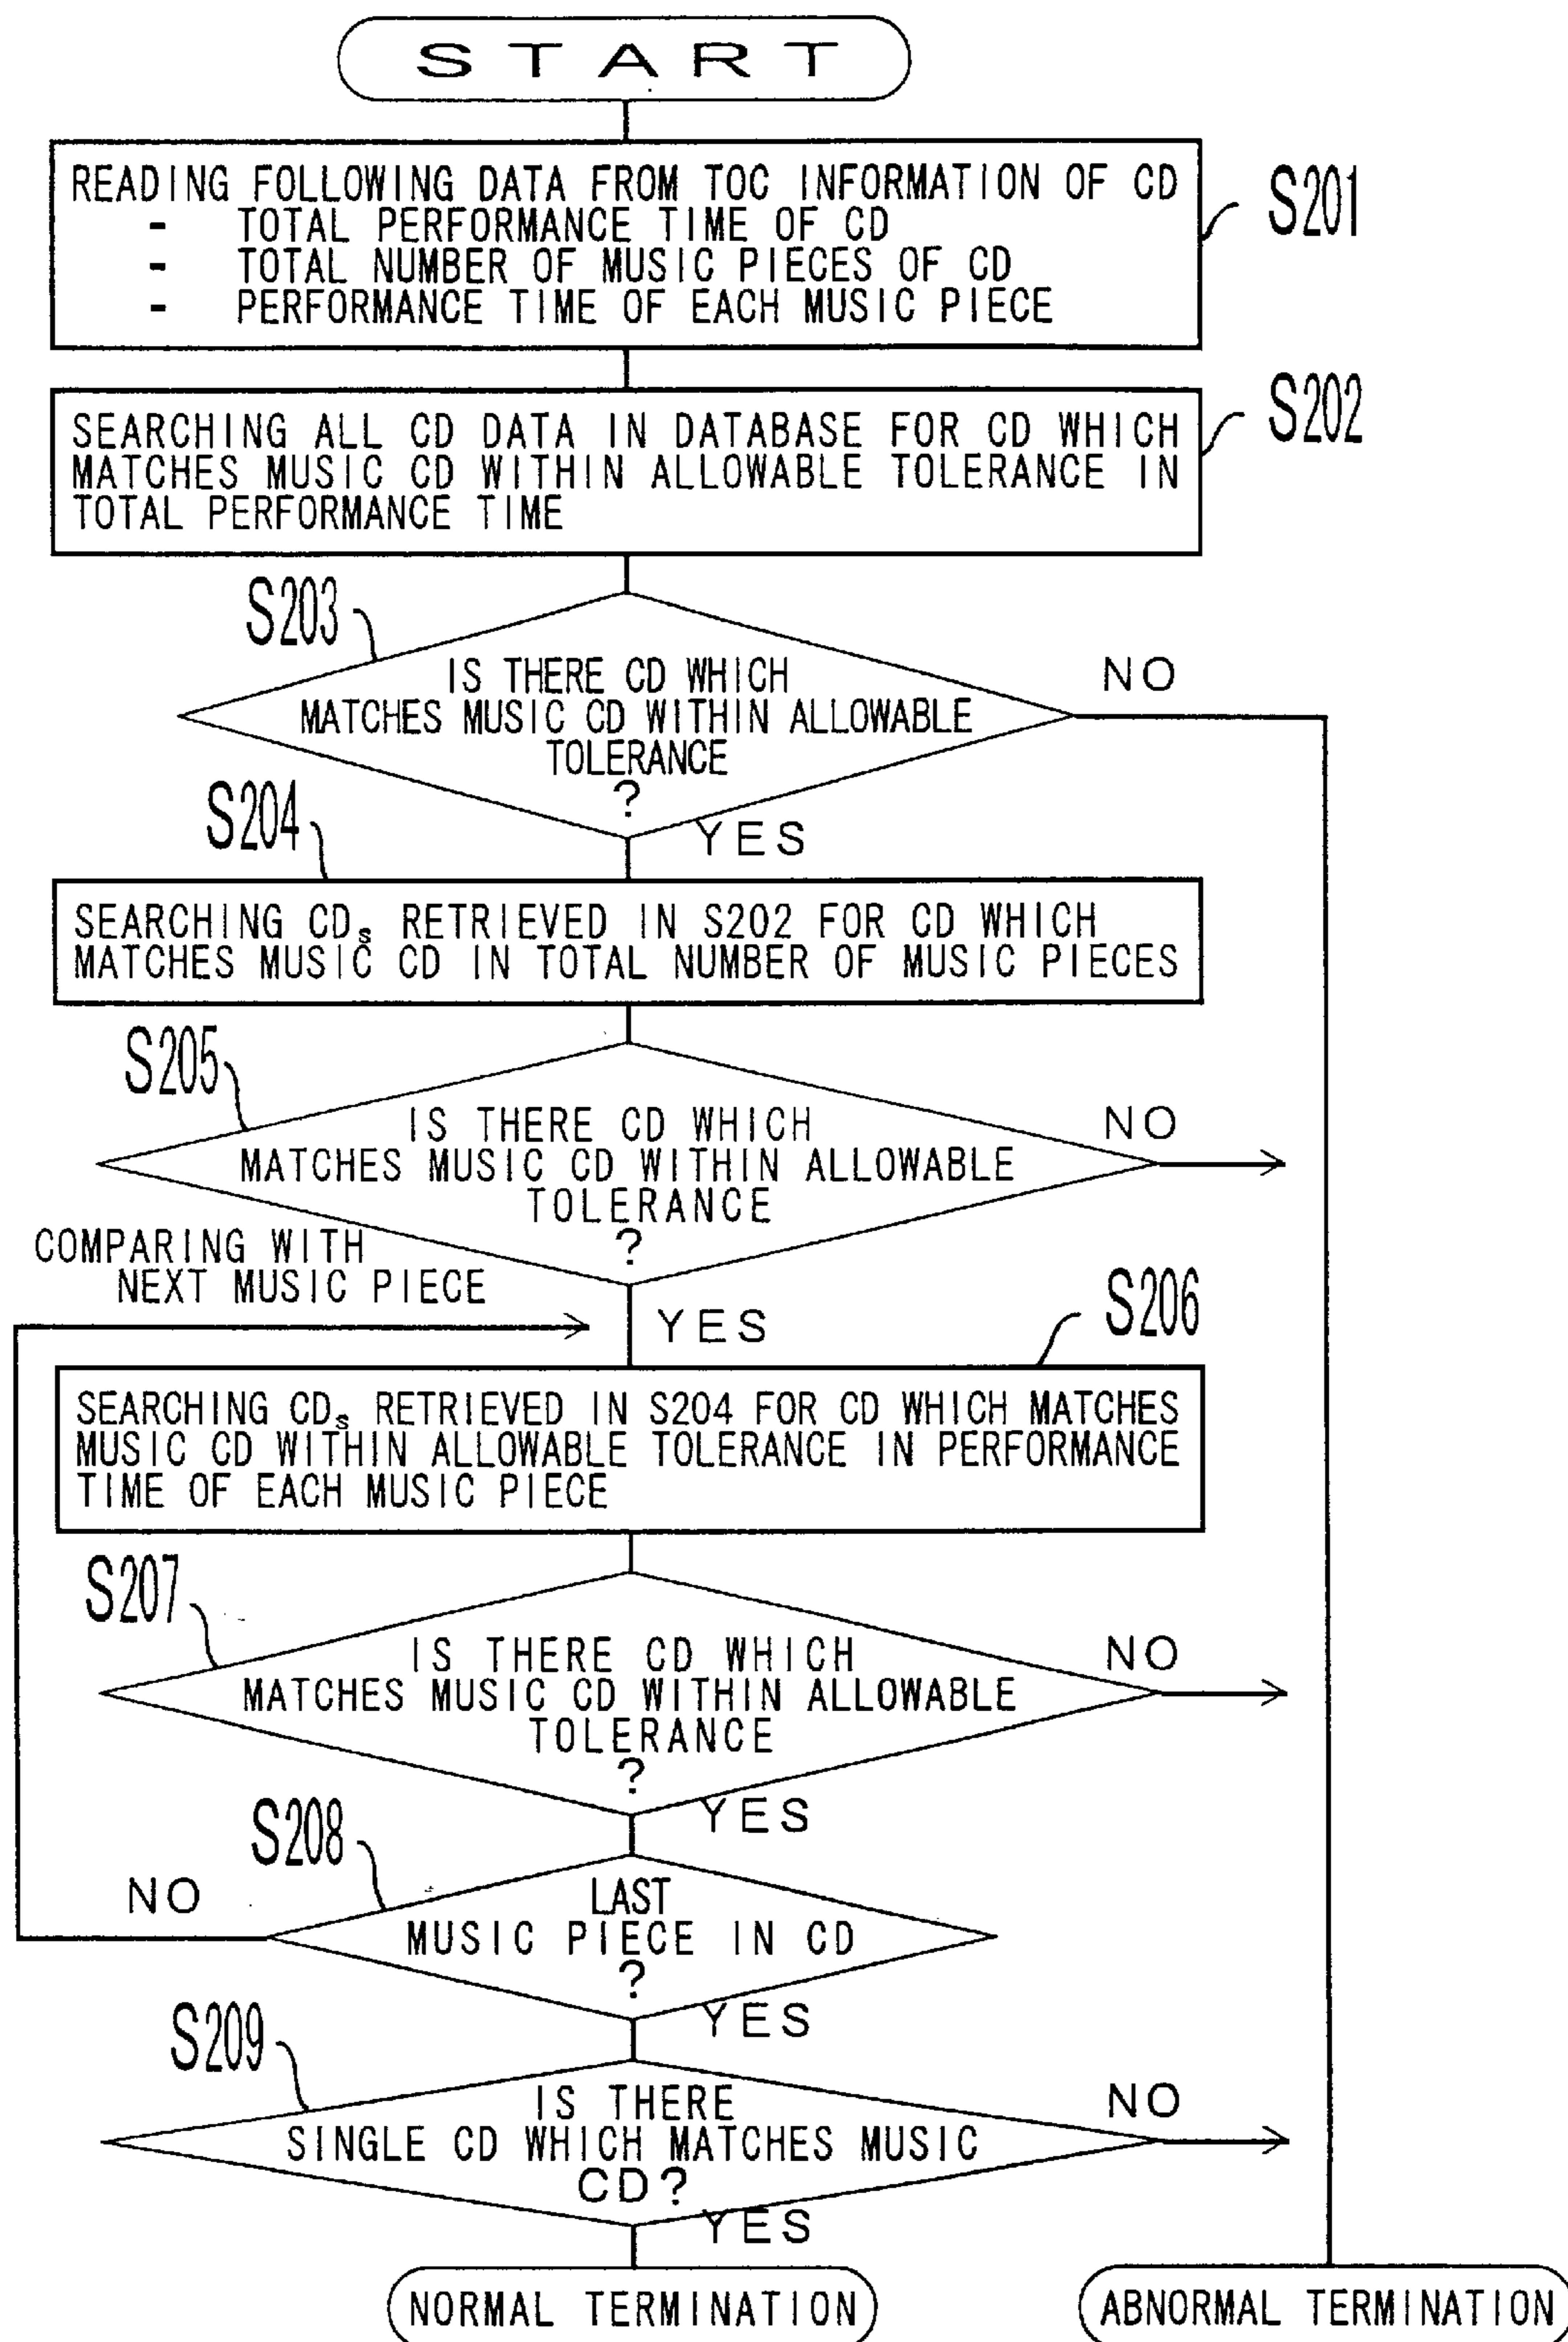 START
READING FOLLOWING DATA FROM TOC INFORMATION OF CD
- TOTAL PERFORMANCE TIME OF CD
- TOTAL NUMBER OF MUSIC PIECES OF CD
- PERFORMANCE TIME OF EACH MUSIC PIECE
S201
SEARCHING ALL CD DATA IN DATABASE FOR CD WHICH
MATCHES MUSIC CD WITHIN ALLOWABLE TOLERANCE IN
TOTAL PERFORMANCE TIME
S202
S203
IS THERE CD WHICH
MATCHES MUSIC CD WITHIN ALLOWABLE
TOLERANCE
?
NO
YES
S204
SEARCHING CDs RETRIEVED IN S202 FOR CD WHICH
MATCHES MUSIC CD IN TOTAL NUMBER OF MUSIC PIECES
S205
IS THERE CD WHICH
MATCHES MUSIC CD WITHIN ALLOWABLE
TOLERANCE
?
NO
COMPARING WITH
NEXT MUSIC PIECE
YES
S206
SEARCHING CDs RETRIEVED IN S204 FOR CD WHICH MATCHES
MUSIC CD WITHIN ALLOWABLE TOLERANCE IN PERFORMANCE
TIME OF EACH MUSIC PIECE
S207
IS THERE CD WHICH
MATCHES MUSIC CD WITHIN ALLOWABLE
TOLERANCE
?
NO
YES
S208
LAST
MUSIC PIECE IN CD
?
NO
YES
S209
IS THERE
SINGLE CD WHICH MATCHES MUSIC
CD?
NO
YES
NORMAL TERMINATION
ABNORMAL TERMINATION